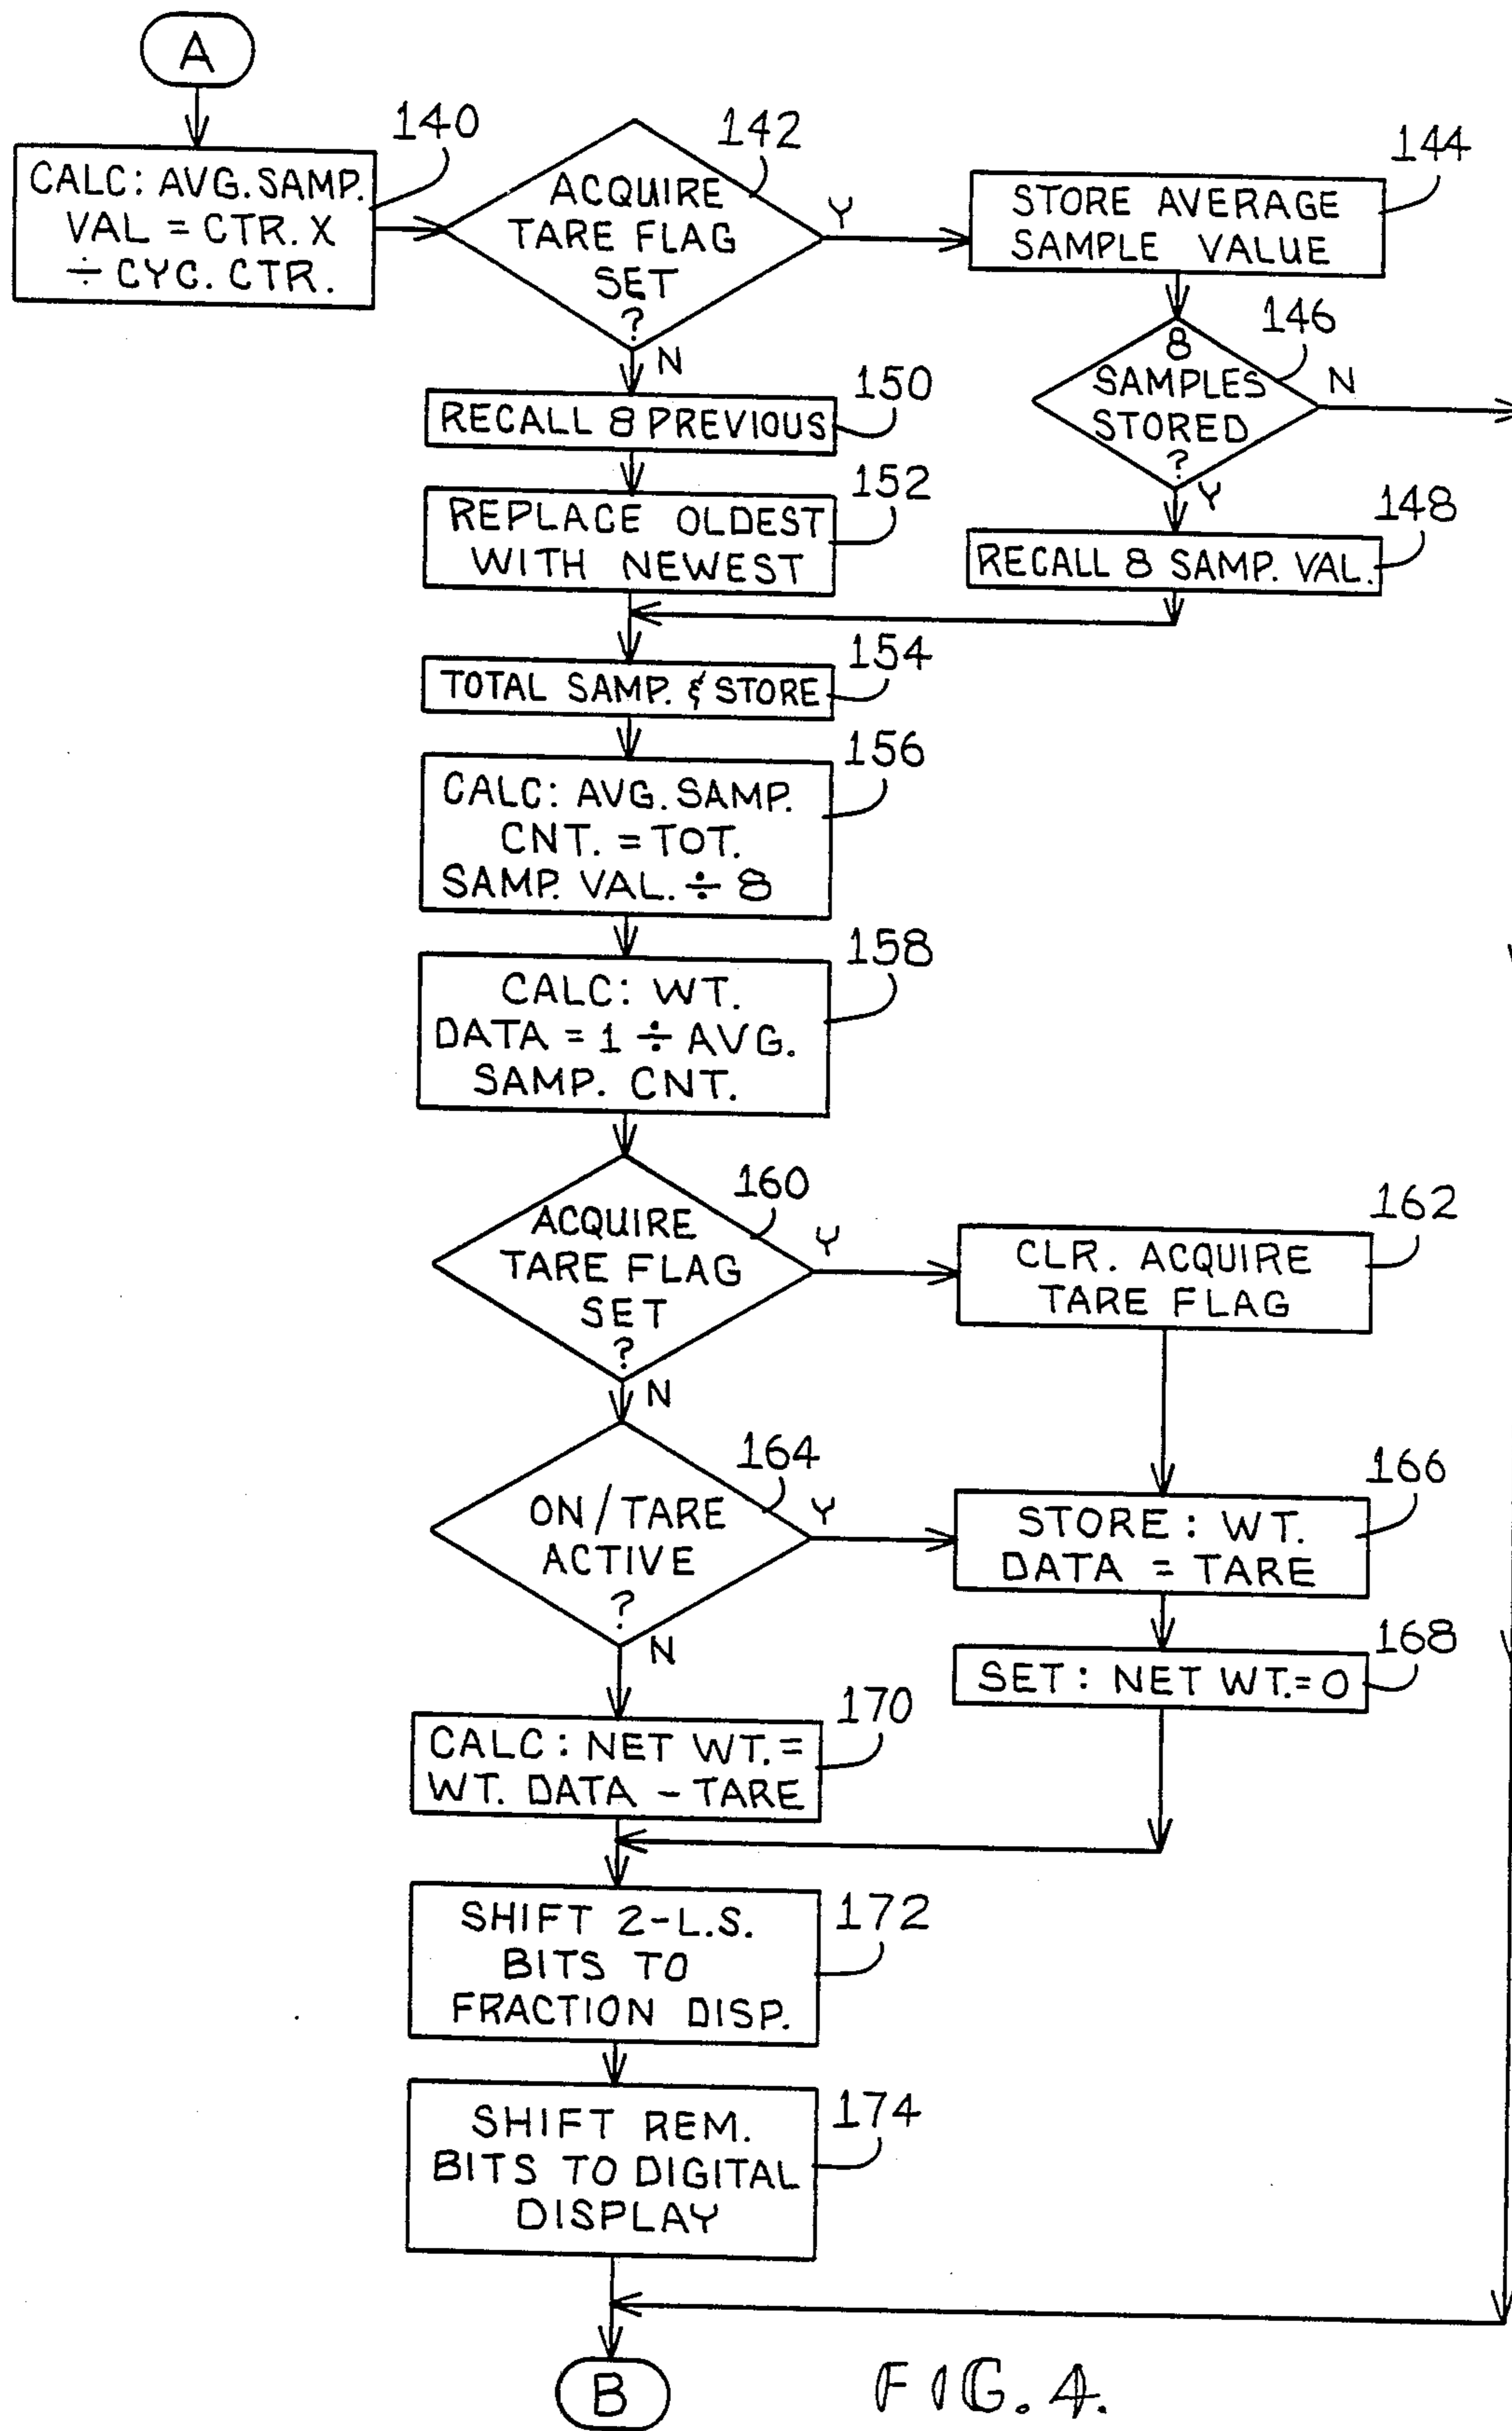 A
140
CALC: AVG. SAMP.
VAL = CTR. X
÷ CYC. CTR.
142
ACQUIRE
TARE FLAG
SET
?
Y
N
144
STORE AVERAGE
SAMPLE VALUE
146
8
SAMPLES
STORED
?
N
Y
148
RECALL 8 SAMP. VAL.
150
RECALL 8 PREVIOUS
152
REPLACE OLDEST
WITH NEWEST
154
TOTAL SAMP. & STORE
156
CALC: AVG. SAMP.
CNT. = TOT.
SAMP. VAL. ÷ 8
158
CALC: WT.
DATA = 1 ÷ AVG.
SAMP. CNT.
160
ACQUIRE
TARE FLAG
SET
?
Y
N
162
CLR. ACQUIRE
TARE FLAG
164
ON/TARE
ACTIVE
?
Y
N
166
STORE: WT.
DATA = TARE
168
SET: NET WT.=0
170
CALC: NET WT.=
WT. DATA - TARE
172
SHIFT 2-L.S.
BITS TO
FRACTION DISP.
174
SHIFT REM.
BITS TO DIGITAL
DISPLAY
B
FIG. 4.